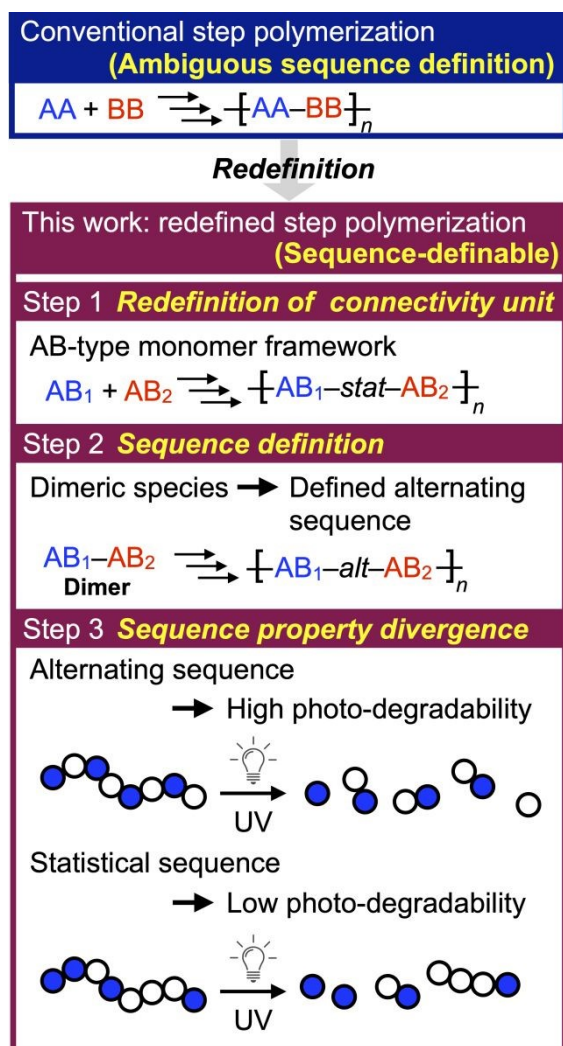 Conventional step polymerization
(Ambiguous sequence definition)
AA + BB –[AA–BB]–n
Redefinition
This work: redefined step polymerization
(Sequence-definable)
Step 1 Redefinition of connectivity unit
AB-type monomer framework
AB₁ + AB₂ –[AB₁–stat–AB₂]–n
Step 2 Sequence definition
Dimeric species → Defined alternating
sequence
AB₁–AB₂ –[AB₁–alt–AB₂]–n
Dimer
Step 3 Sequence property divergence
Alternating sequence
→ High photo-degradability
UV
Statistical sequence
→ Low photo-degradability
UV